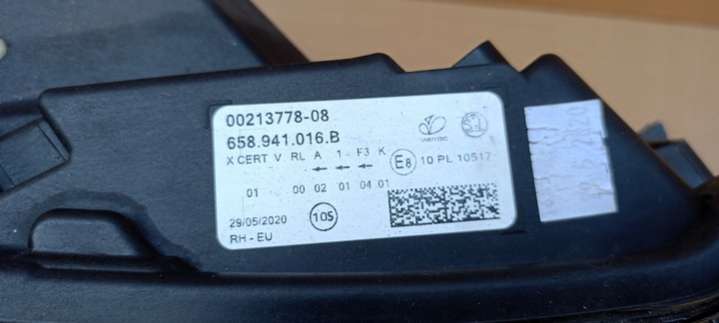 00213778-08
658.941.016.B
X CERT V RL A 1 - F3 K
E8 10 PL 10517
01 00 02 01 04 01
29/05/2020
10S
RH - EU